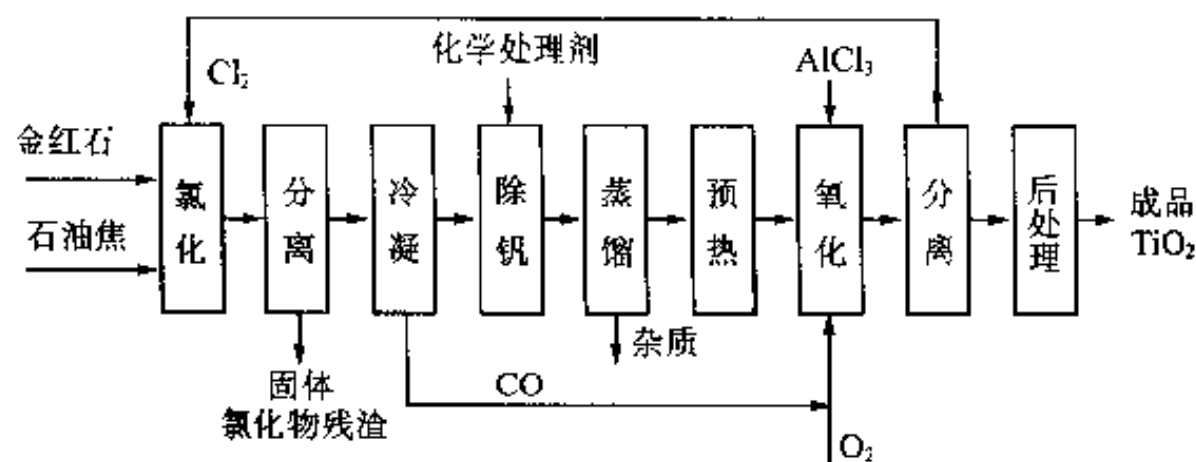 化学处理剂
AlCl₃
Cl₂
金红石
石油焦
氯化
分离
冷凝
除钒
蒸馏
预热
氧化
分离
后处理
成品
TiO₂
固体
氯化物残渣
杂质
CO
O₂